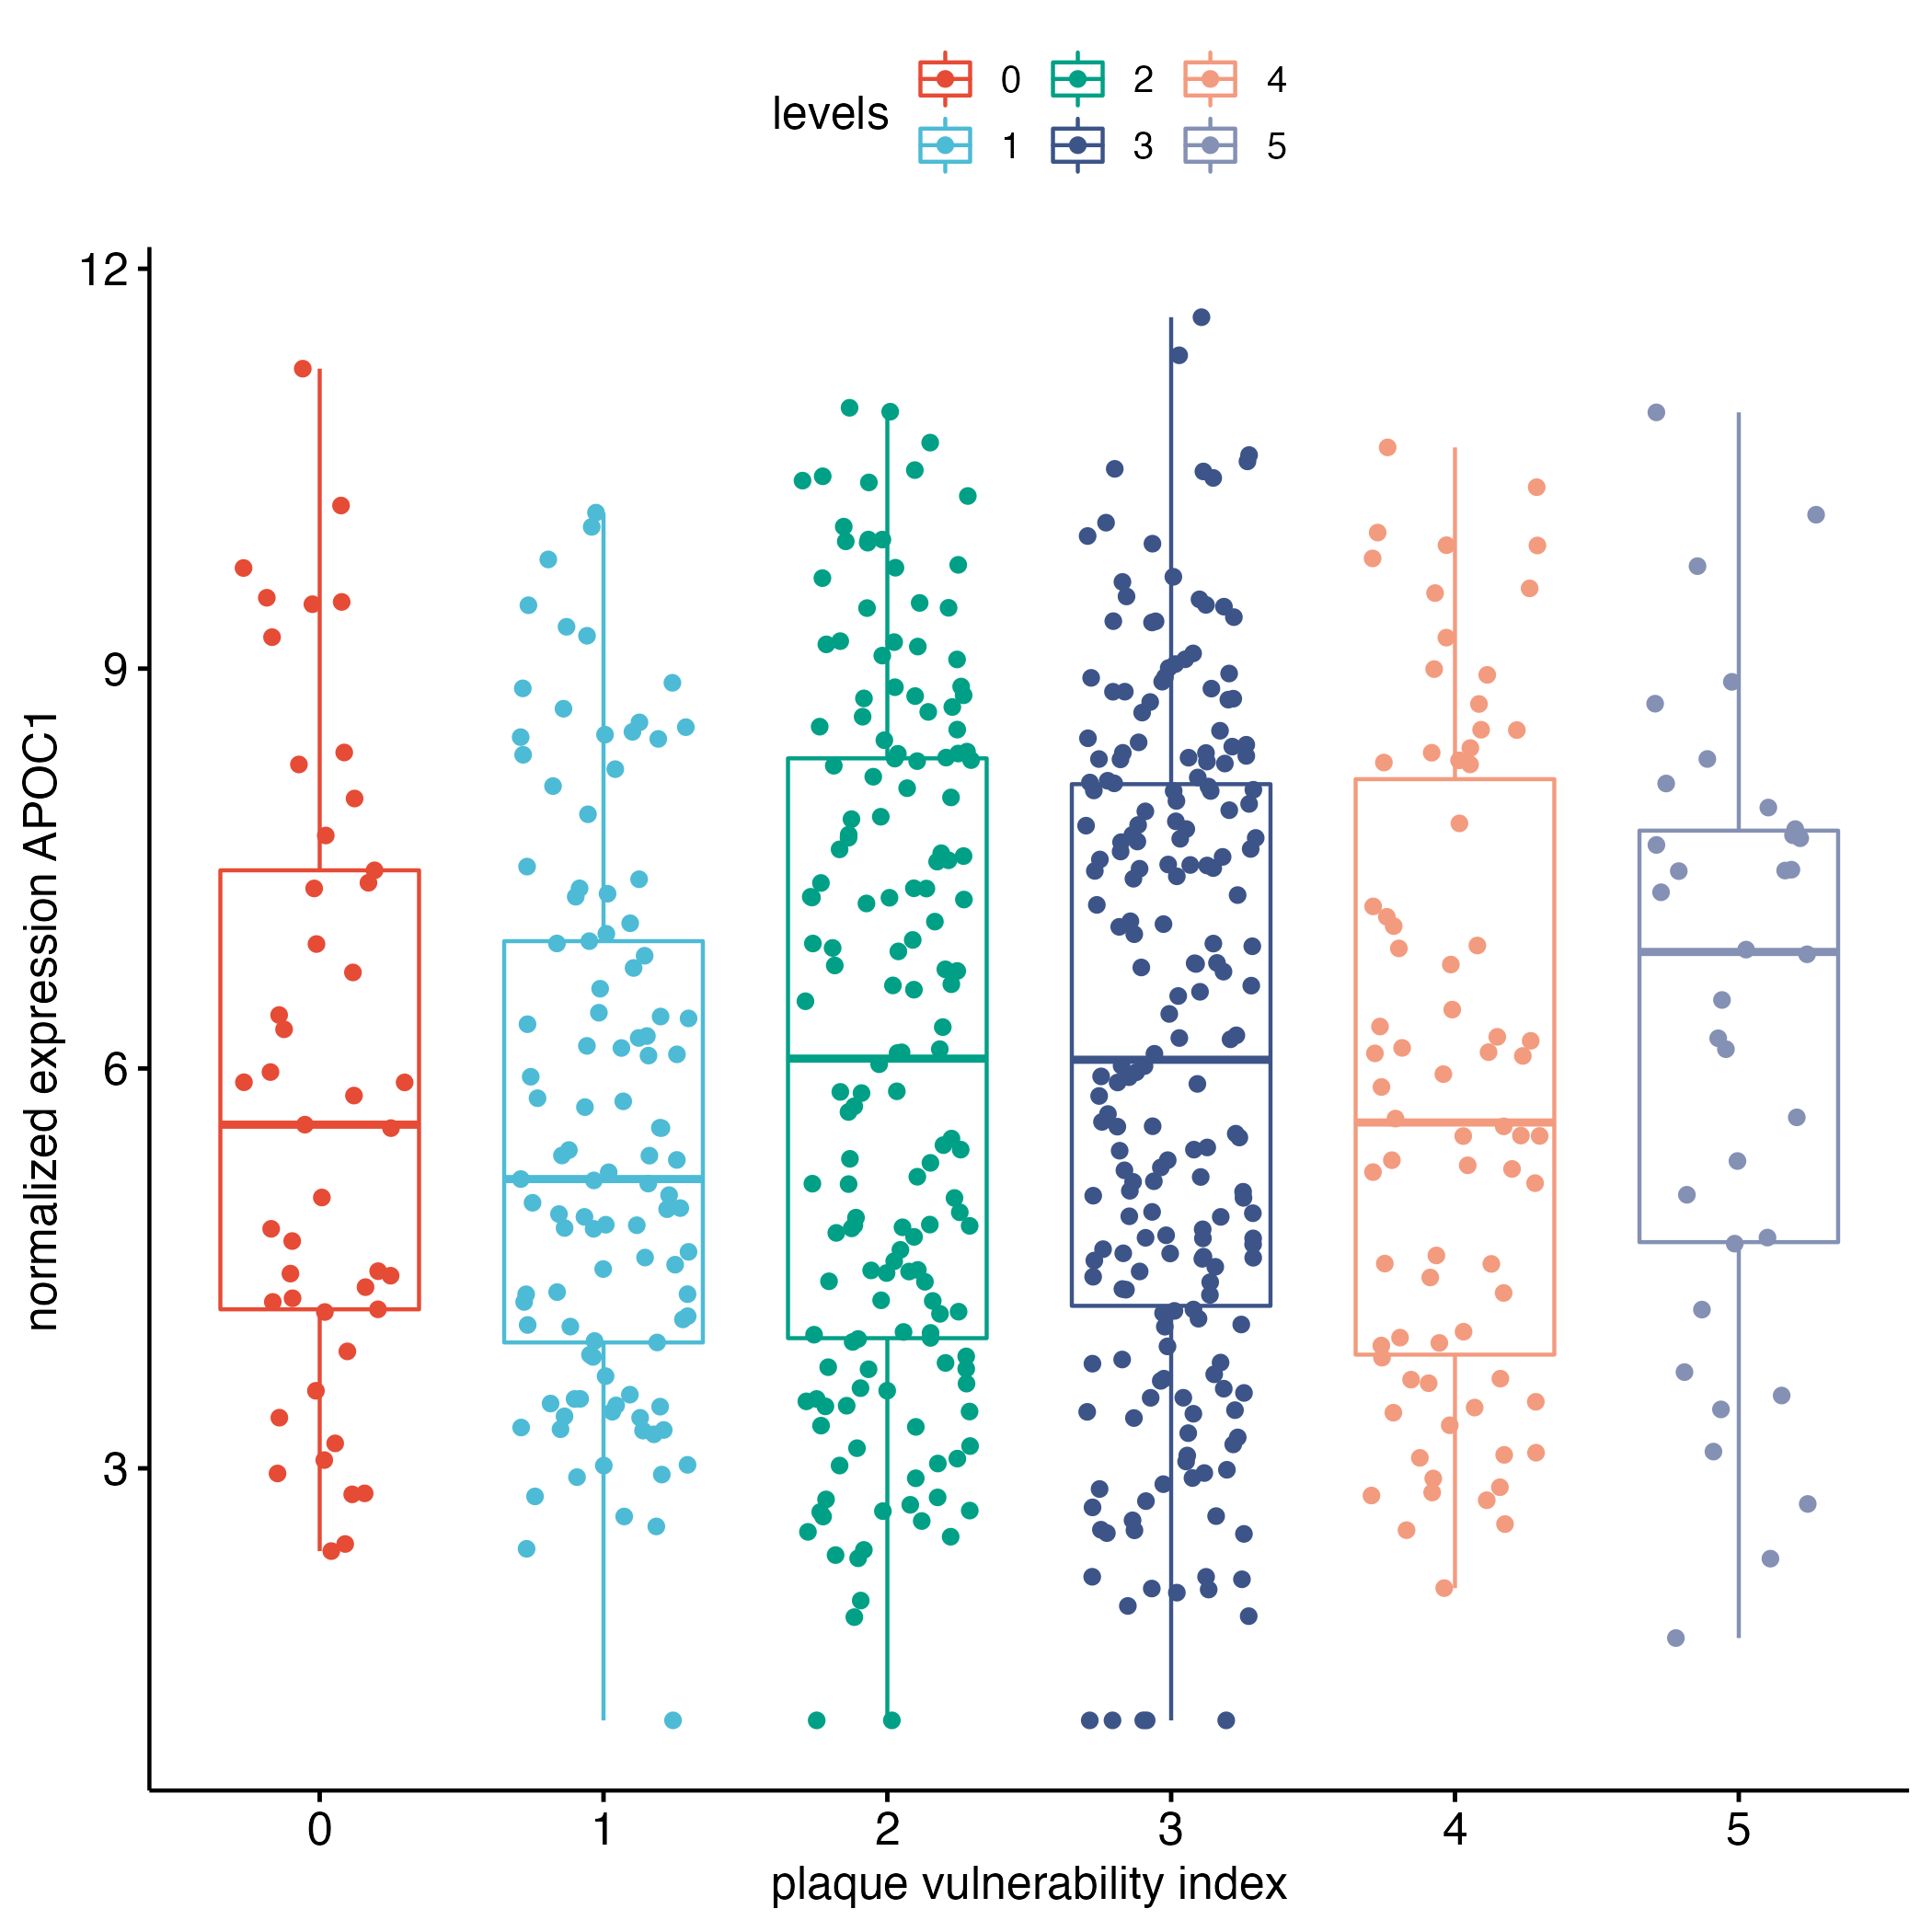 levels
0 2 4
1 3 5
normalized expression APOC1
12
9
6
3
0 1 2 3 4 5
plaque vulnerability index